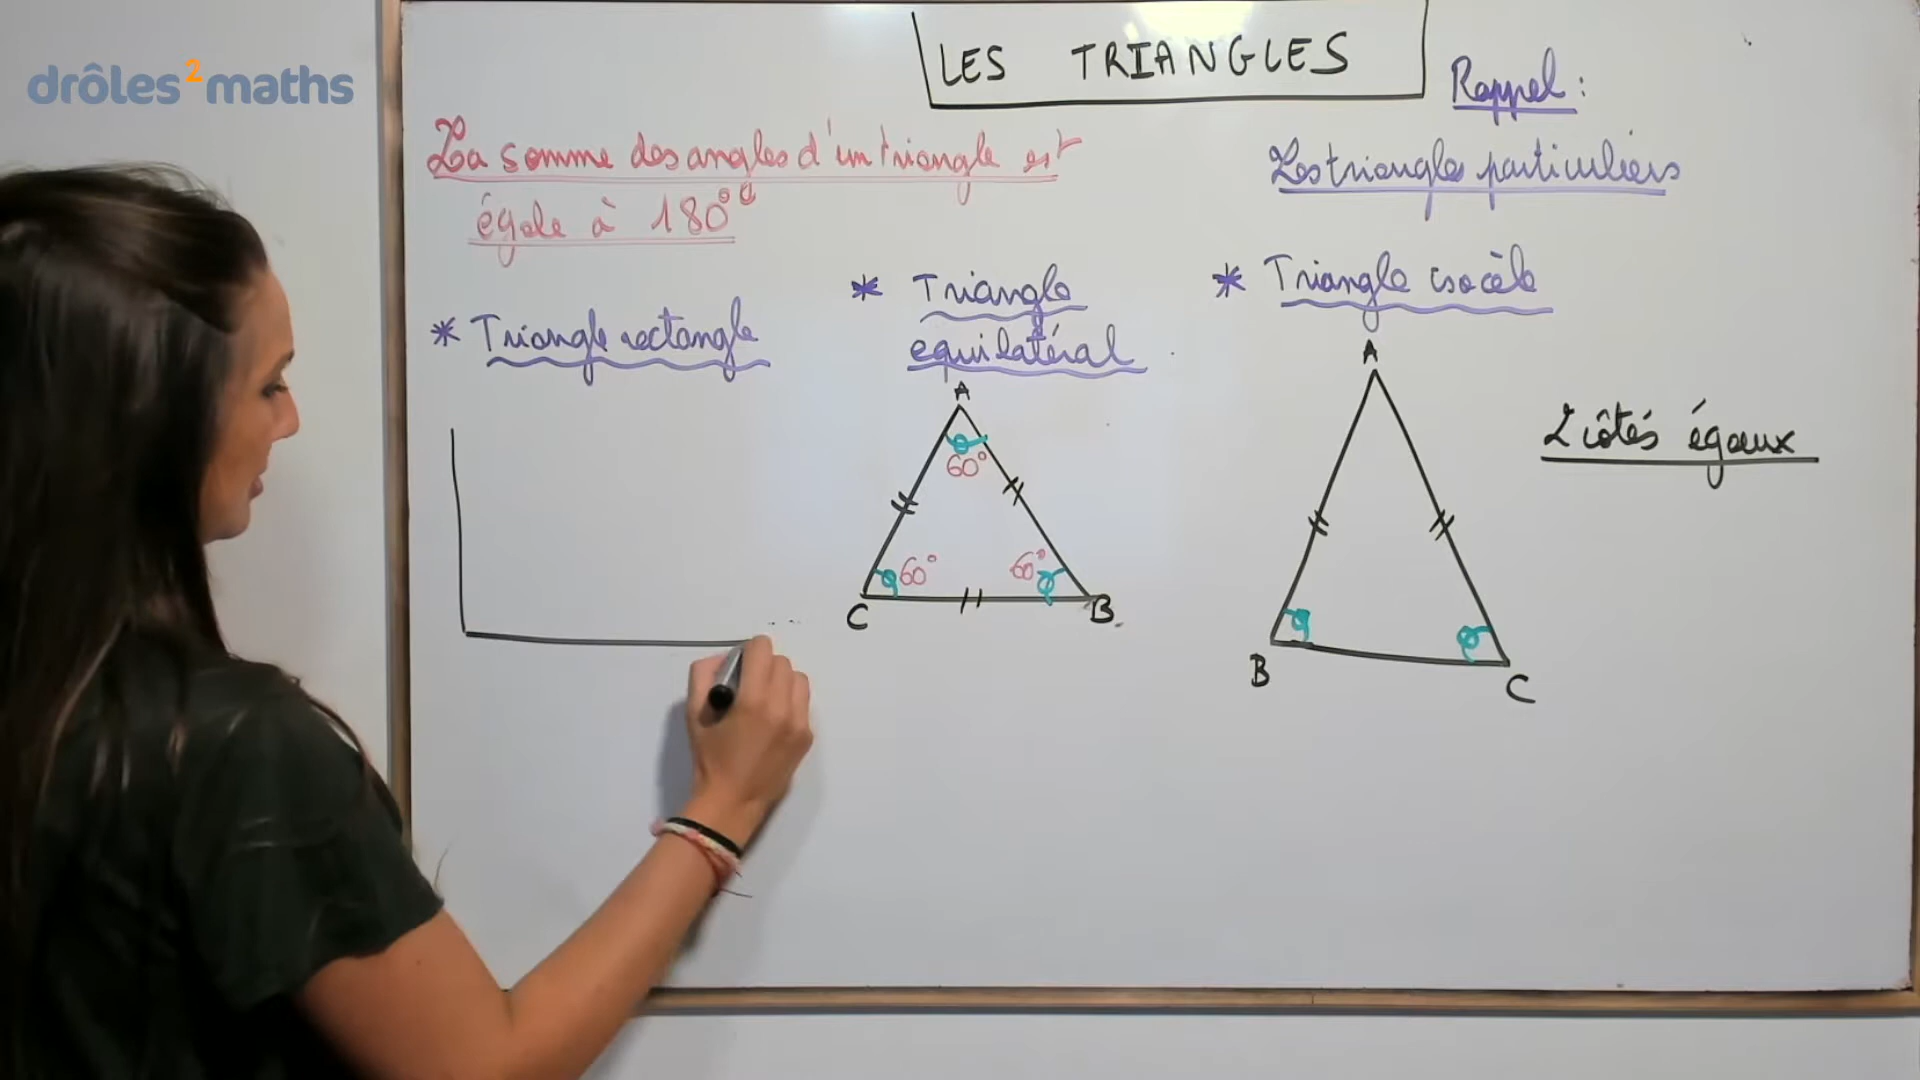 drôles²maths
LES TRIANGLES
Rappel :
La somme des angles d'un triangle est
égale à 180°
Les triangles particuliers
* Triangle rectangle
* Triangle
équilatéral
A
60°
60°
60°
C
B
* Triangle isocèle
A
B
C
2 côtés égaux